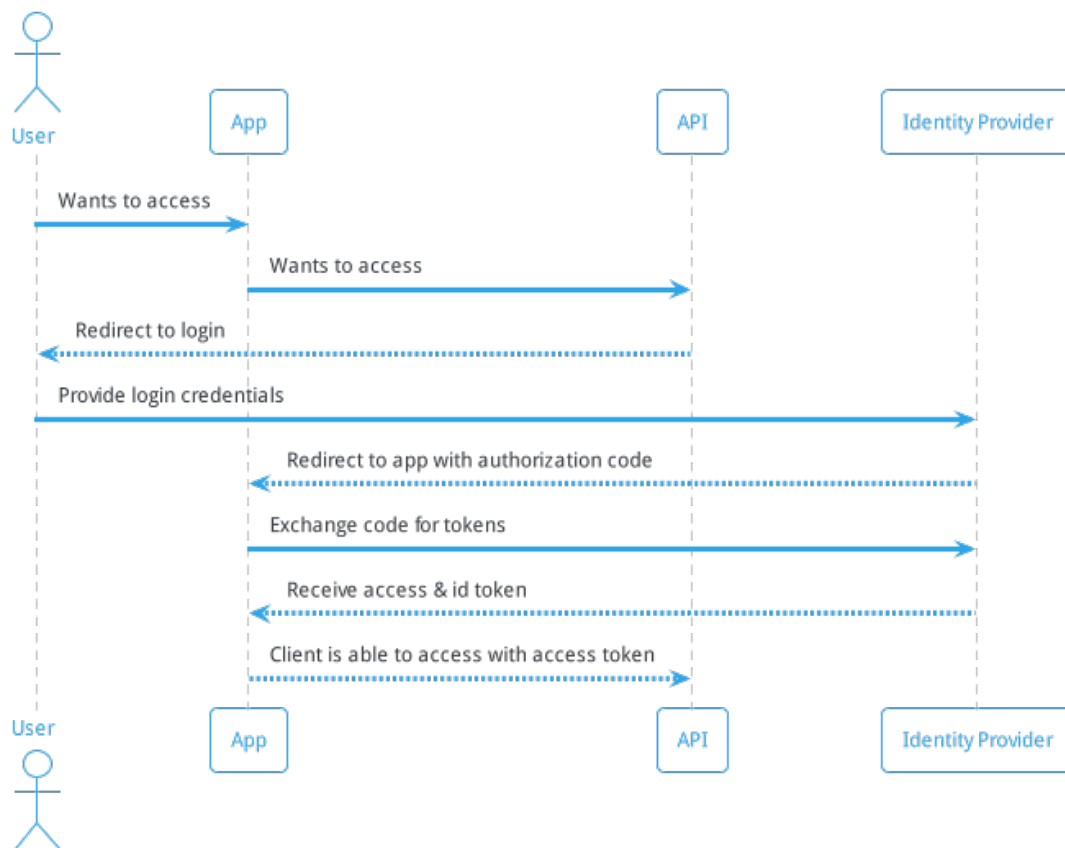 User
App
API
Identity Provider
Wants to access
Wants to access
Redirect to login
Provide login credentials
Redirect to app with authorization code
Exchange code for tokens
Receive access & id token
Client is able to access with access token
User
App
API
Identity Provider